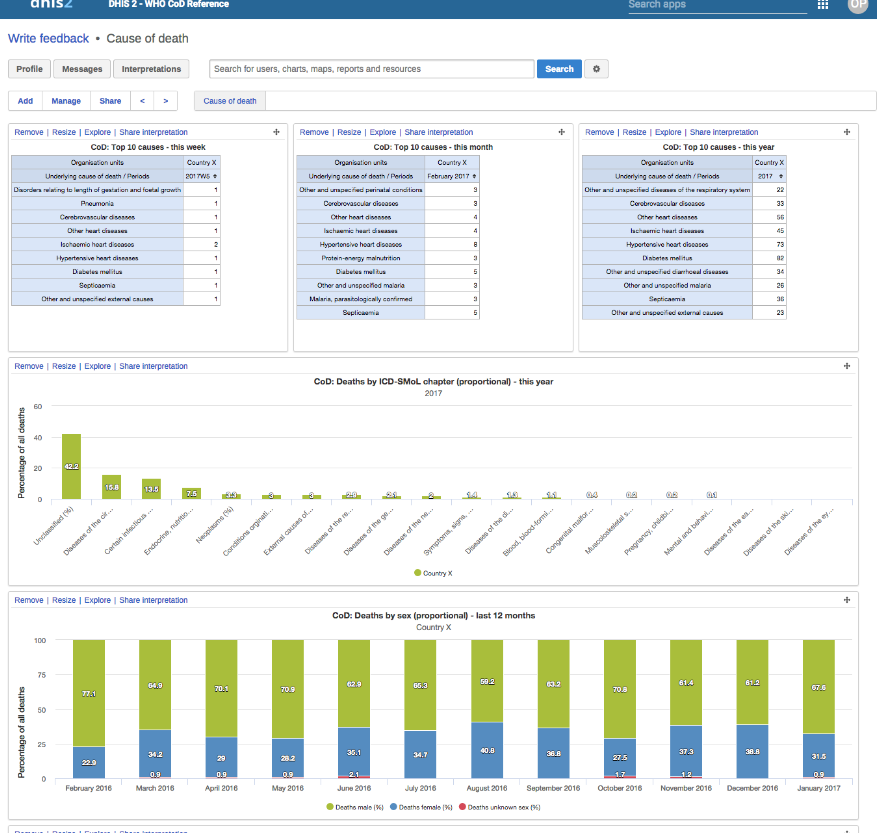 dhis2 DHIS 2 - WHO CoD Reference Search apps OP
Write feedback • Cause of death
Profile Messages Interpretations Search for users, charts, maps, reports and resources Search
Add Manage Share < > Cause of death
Remove | Resize | Explore | Share interpretation
CoD: Top 10 causes - this week
Organisation units Country X
Underlying cause of death / Periods 2017W5
Disorders relating to length of gestation and foetal growth 1
Pneumonia 1
Cerebrovascular diseases 1
Other heart diseases 1
Ischaemic heart diseases 2
Hypertensive heart diseases 1
Diabetes mellitus 1
Septicaemia 1
Other and unspecified external causes 1
Remove | Resize | Explore | Share interpretation
CoD: Top 10 causes - this month
Organisation units Country X
Underlying cause of death / Periods February 2017
Other and unspecified perinatal conditions 3
Cerebrovascular diseases 3
Other heart diseases 4
Ischaemic heart diseases 4
Hypertensive heart diseases 8
Protein-energy malnutrition 3
Diabetes mellitus 5
Other and unspecified malaria 3
Malaria, parasitologically confirmed 3
Septicaemia 5
Remove | Resize | Explore | Share interpretation
CoD: Top 10 causes - this year
Organisation units Country X
Underlying cause of death / Periods 2017
Other and unspecified diseases of the respiratory system 22
Cerebrovascular diseases 33
Other heart diseases 56
Ischaemic heart diseases 45
Hypertensive heart diseases 73
Diabetes mellitus 82
Other and unspecified diarrhoeal diseases 34
Other and unspecified malaria 26
Septicaemia 36
Other and unspecified external causes 23
Remove | Resize | Explore | Share interpretation
CoD: Deaths by ICD-SMoL chapter (proportional) - this year
2017
Percentage of all deaths
60
40
20
0
42.2 15.8 13.5 7.5 3.3 3 3 2.8 2.1 2 1.4 1.3 1.1 0.4 0.2 0.2 0.1
Unclassified (%)
Diseases of the cir...
Certain infectious ...
Endocrine, nutritio...
Neoplasms (%)
Conditions originati...
External causes of...
Diseases of the re...
Diseases of the ge...
Diseases of the ne...
Symptoms, signs, ...
Diseases of the di...
Blood, blood-formi...
Congenital malfor...
Musculoskeletal s...
Pregnancy, childbi...
Mental and behavi...
Diseases of the ea...
Diseases of the ski...
Diseases of the ey...
Country X
Remove | Resize | Explore | Share interpretation
CoD: Deaths by sex (proportional) - last 12 months
Country X
Percentage of all deaths
100
75
50
25
0
77.1 64.9 70.1 70.9 62.9 65.3 59.2 63.2 70.8 61.4 61.2 67.6
22.9 34.2 29 28.2 35.1 34.7 40.8 36.8 27.5 37.3 38.8 31.5
0.9 0.9 0.9 2.1 1.7 1.2 0.9
February 2016 March 2016 April 2016 May 2016 June 2016 July 2016 August 2016 September 2016 October 2016 November 2016 December 2016 January 2017
Deaths male (%) Deaths female (%) Deaths unknown sex (%)
Remove | Resize | Explore | Share interpretation